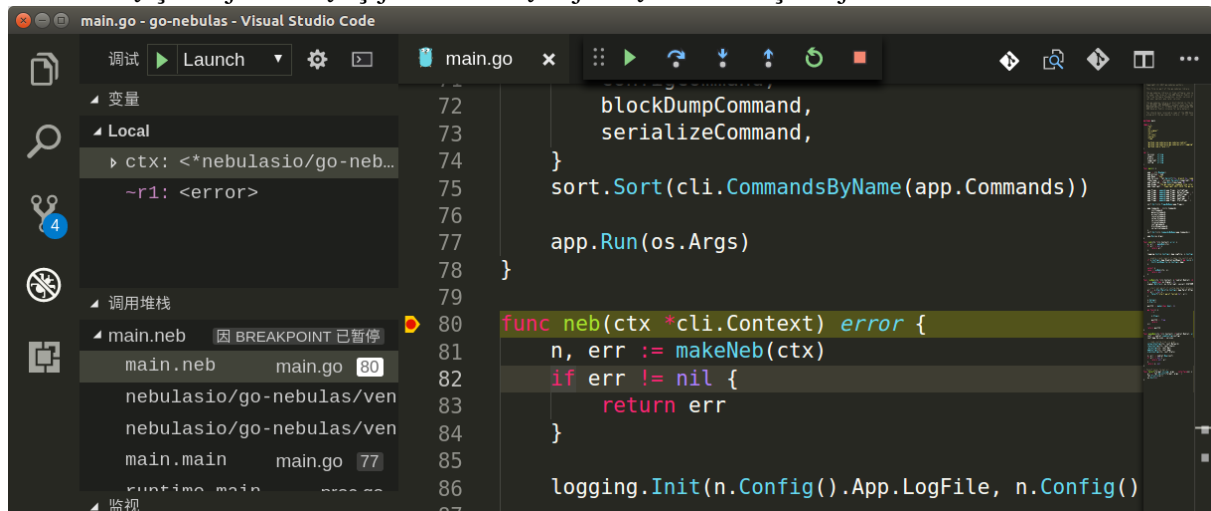 main.go - go-nebulas - Visual Studio Code
调试 Launch
main.go
变量
Local
ctx: <*nebulasio/go-neb…
~r1: <error>
4
调用堆栈
main.neb 因 BREAKPOINT 已暂停
main.neb main.go 80
nebulasio/go-nebulas/ven
nebulasio/go-nebulas/ven
main.main main.go 77
监视
72 blockDumpCommand,
73 serializeCommand,
74 }
75 sort.Sort(cli.CommandsByName(app.Commands))
76
77 app.Run(os.Args)
78 }
79
80 func neb(ctx *cli.Context) error {
81 n, err := makeNeb(ctx)
82 if err != nil {
83 return err
84 }
85
86 logging.Init(n.Config().App.LogFile, n.Config()